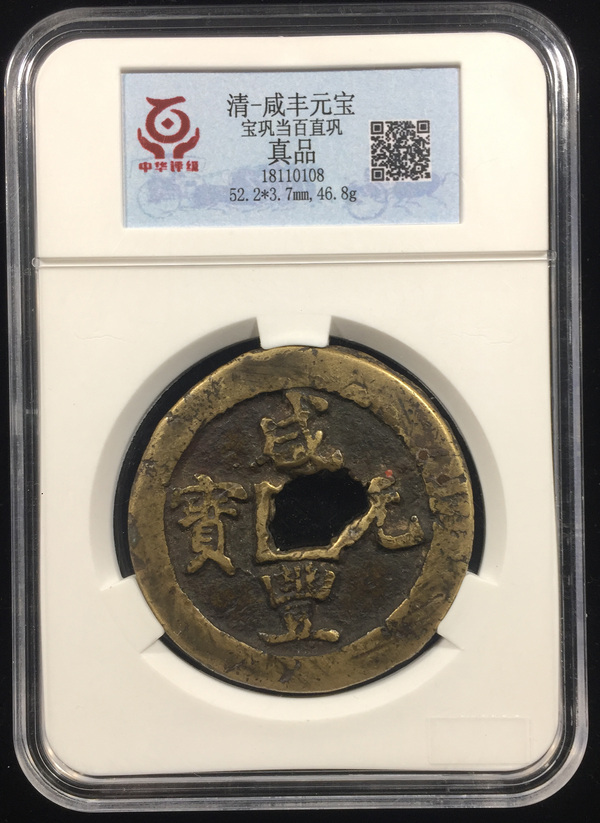 中华评级
清-咸丰元宝
宝巩当百直巩
真品
18110108
52.2*3.7mm,46.8g
咸
元
寶
豐